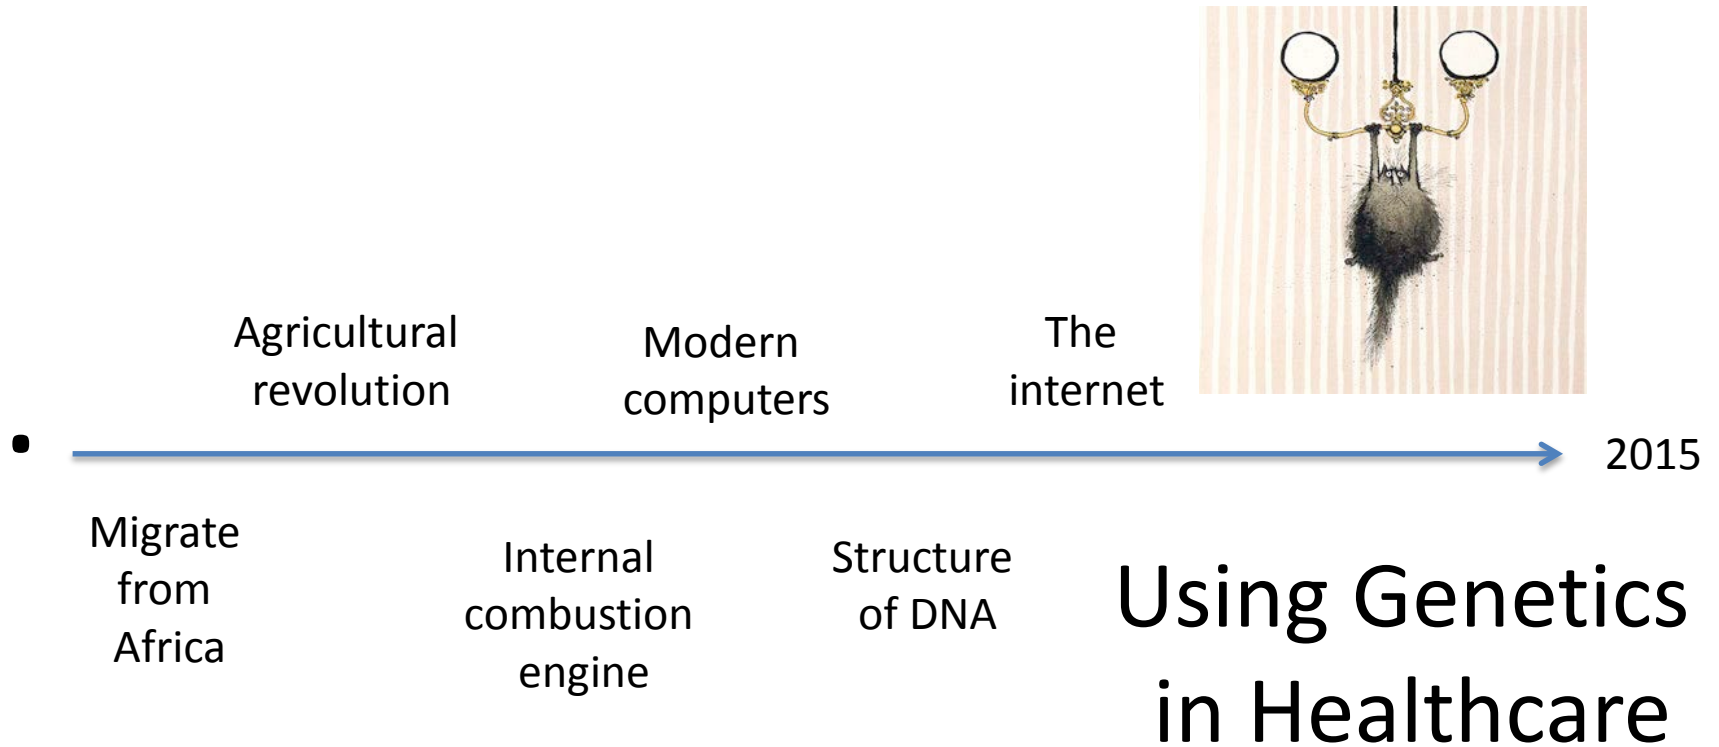 Agricultural
revolution
Modern
computers
The
internet
2015
Migrate
from
Africa
Internal
combustion
engine
Structure
of DNA
Using Genetics
in Healthcare